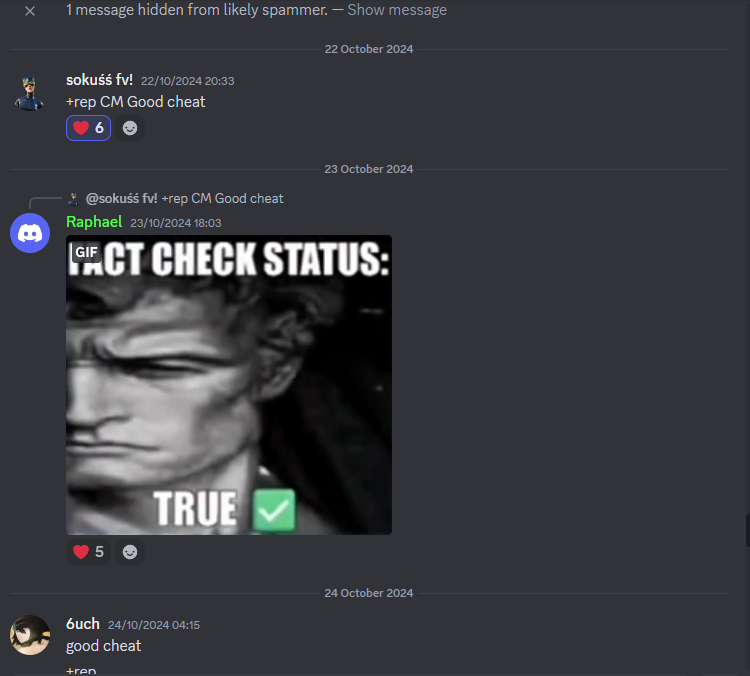 1 message hidden from likely spammer. — Show message
22 October 2024
sokuśś fv! 22/10/2024 20:33
+rep CM Good cheat
6
23 October 2024
@sokuśś fv! +rep CM Good cheat
Raphael 23/10/2024 18:03
GIF
FACT CHECK STATUS:
TRUE
5
24 October 2024
6uch 24/10/2024 04:15
good cheat
+rep